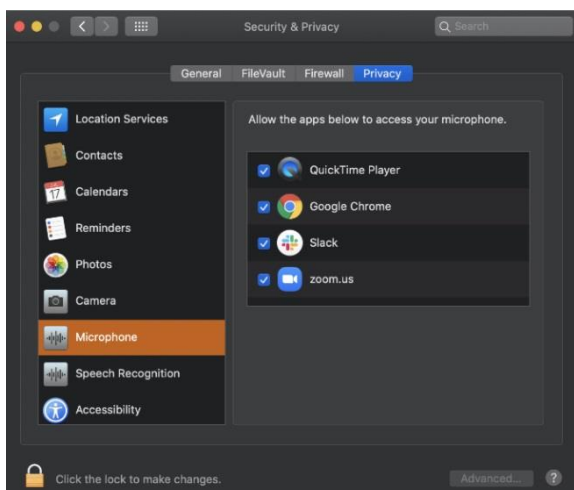 Security & Privacy
Search
General
FileVault
Firewall
Privacy
Location Services
Contacts
Calendars
Reminders
Photos
Camera
Microphone
Speech Recognition
Accessibility
Allow the apps below to access your microphone.
QuickTime Player
Google Chrome
Slack
zoom.us
Click the lock to make changes.
Advanced...
?
17